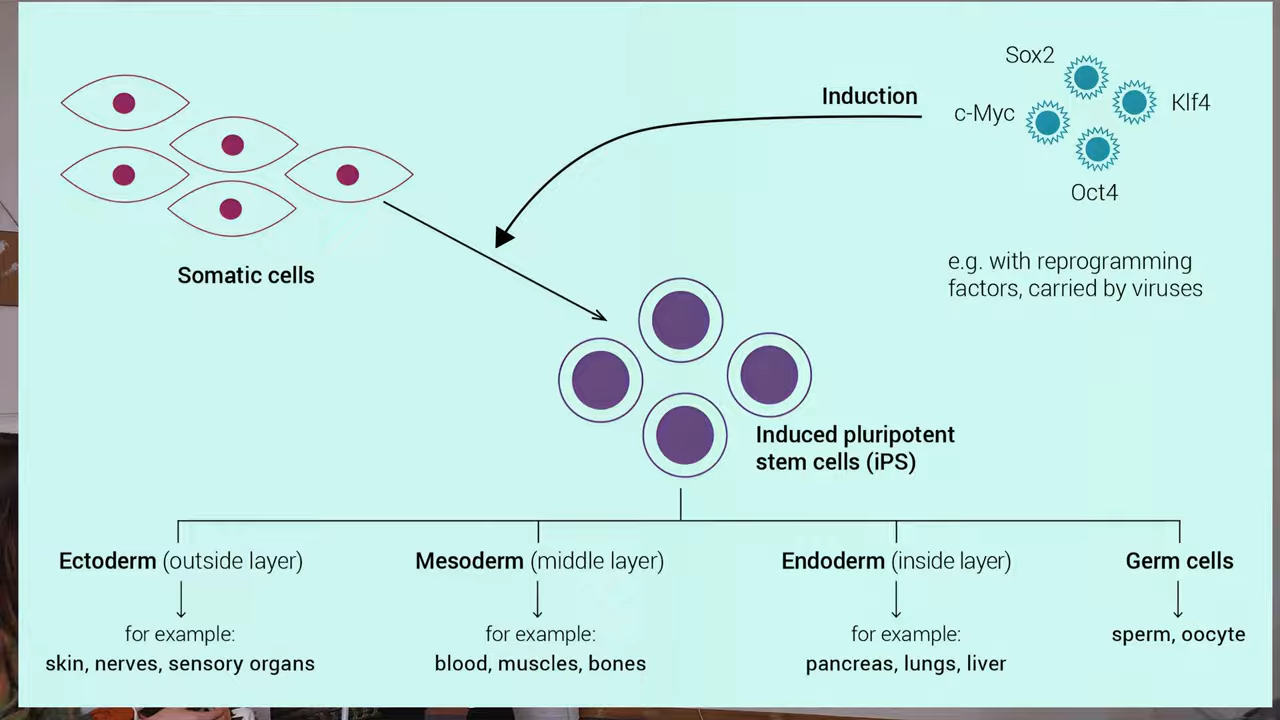 Sox2
Klf4
c-Myc
Oct4
Induction
e.g. with reprogramming
factors, carried by viruses
Somatic cells
Induced pluripotent
stem cells (iPS)
Ectoderm (outside layer)
for example:
skin, nerves, sensory organs
Mesoderm (middle layer)
for example:
blood, muscles, bones
Endoderm (inside layer)
for example:
pancreas, lungs, liver
Germ cells
sperm, oocyte